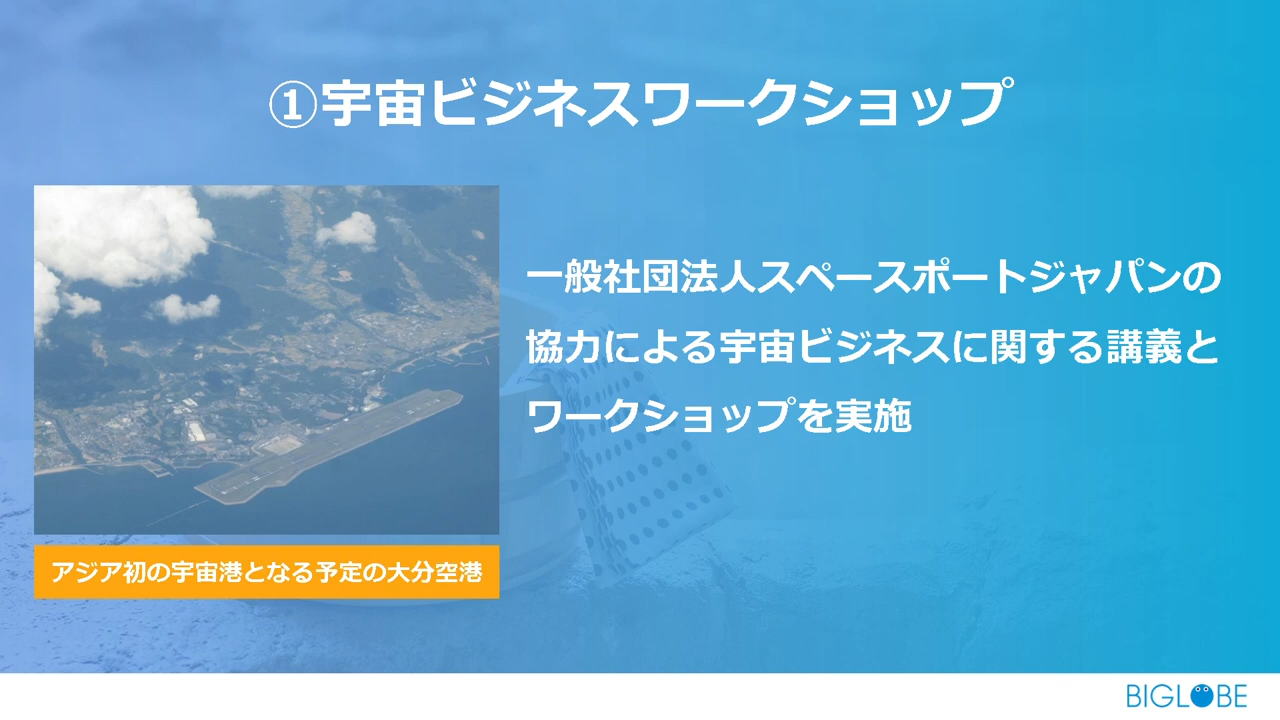 ①宇宙ビジネスワークショップ
一般社団法人スペースポートジャパンの
協力による宇宙ビジネスに関する講義と
ワークショップを実施
アジア初の宇宙港となる予定の大分空港
BIGLOBE